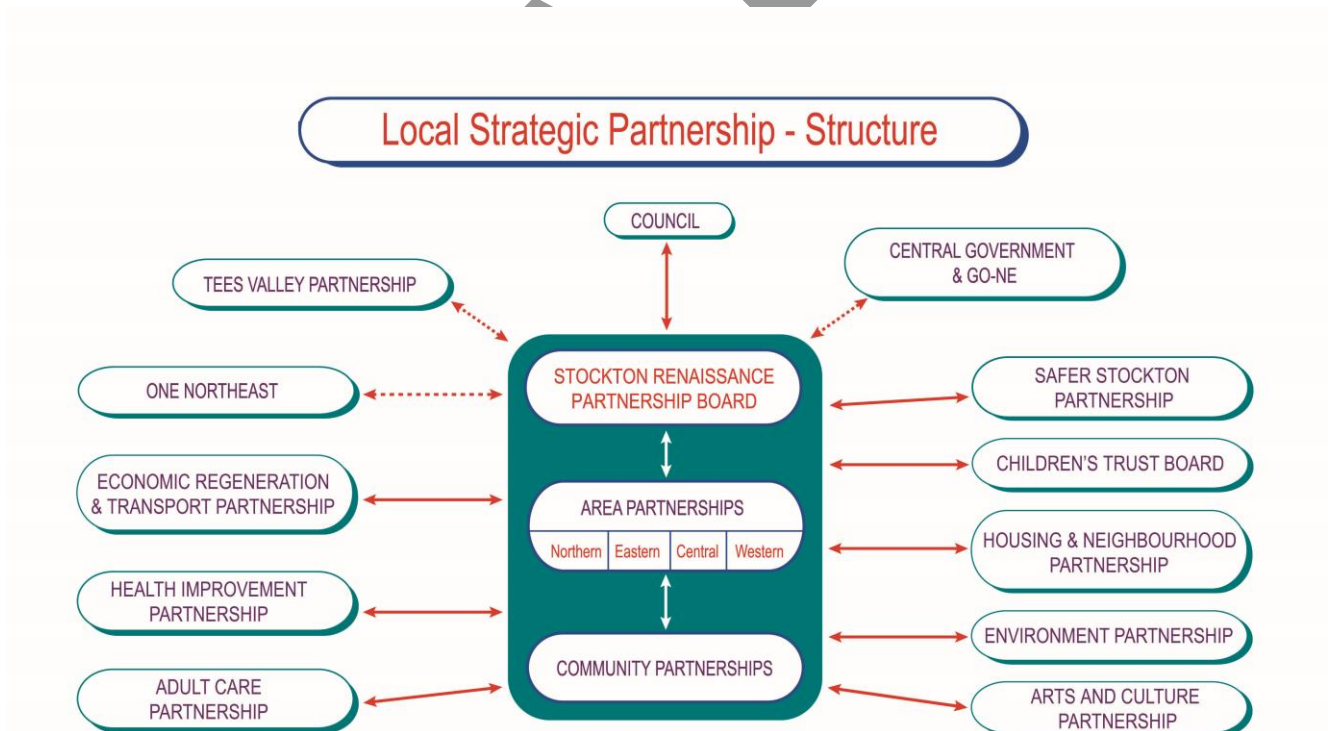 Local Strategic Partnership - Structure
COUNCIL
CENTRAL GOVERNMENT
& GO-NE
TEES VALLEY PARTNERSHIP
ONE NORTHEAST
ECONOMIC REGENERATION
& TRANSPORT PARTNERSHIP
HEALTH IMPROVEMENT
PARTNERSHIP
ADULT CARE
PARTNERSHIP
STOCKTON RENAISSANCE
PARTNERSHIP BOARD
AREA PARTNERSHIPS
Northern Eastern Central Western
COMMUNITY PARTNERSHIPS
SAFER STOCKTON
PARTNERSHIP
CHILDREN'S TRUST BOARD
HOUSING & NEIGHBOURHOOD
PARTNERSHIP
ENVIRONMENT PARTNERSHIP
ARTS AND CULTURE
PARTNERSHIP